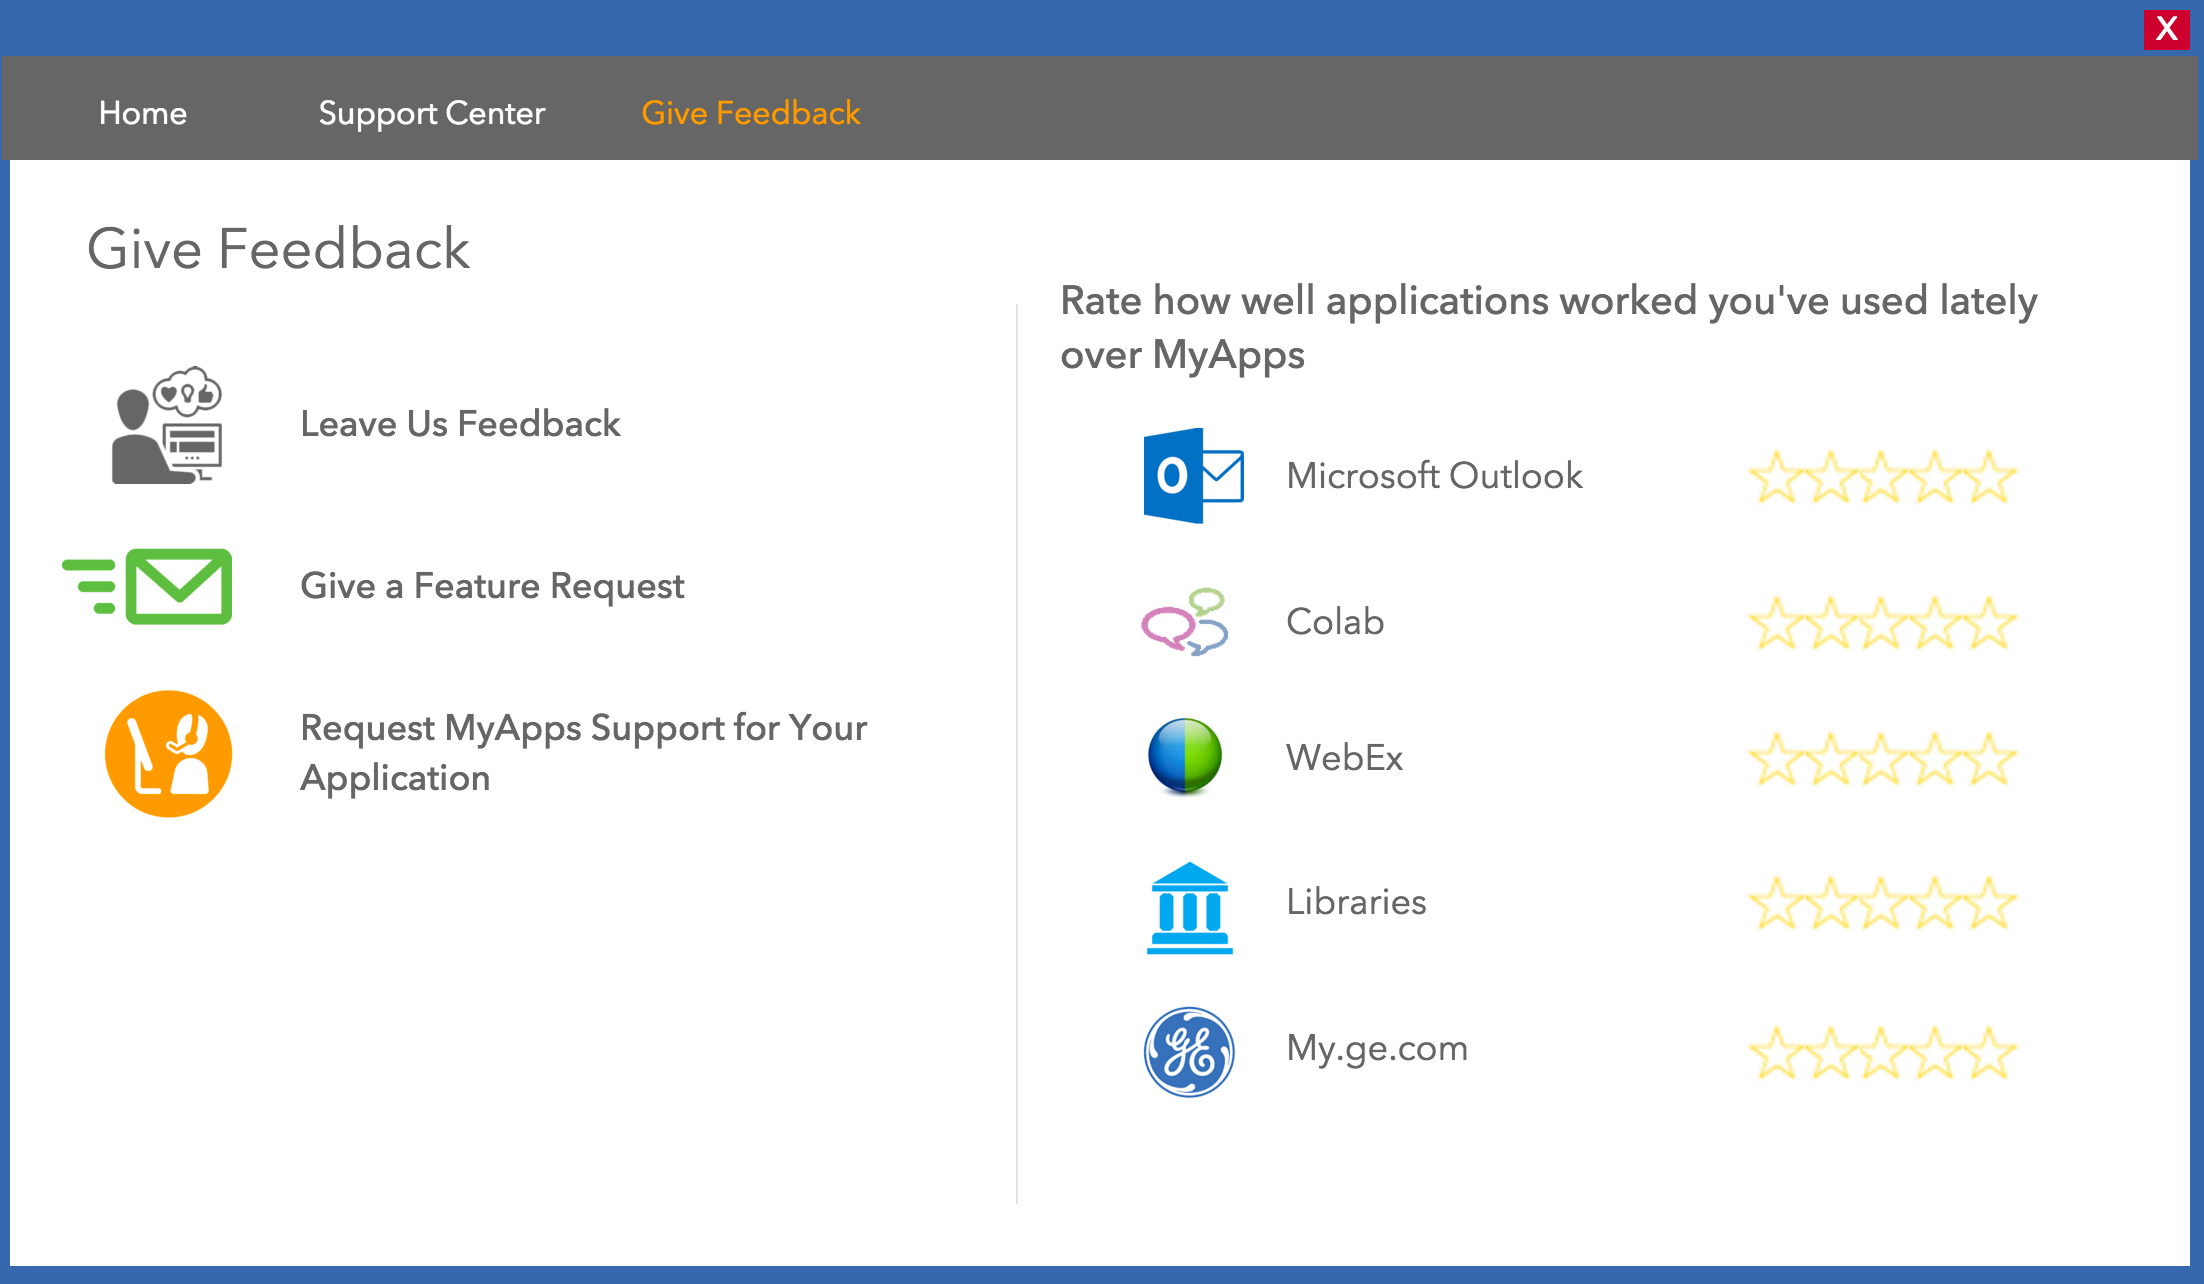 X
Home
Support Center
Give Feedback
Give Feedback
Leave Us Feedback
Give a Feature Request
Request MyApps Support for Your
Application
Rate how well applications worked you've used lately
over MyApps
O
Microsoft Outlook
Colab
WebEx
Libraries
GE
My.ge.com